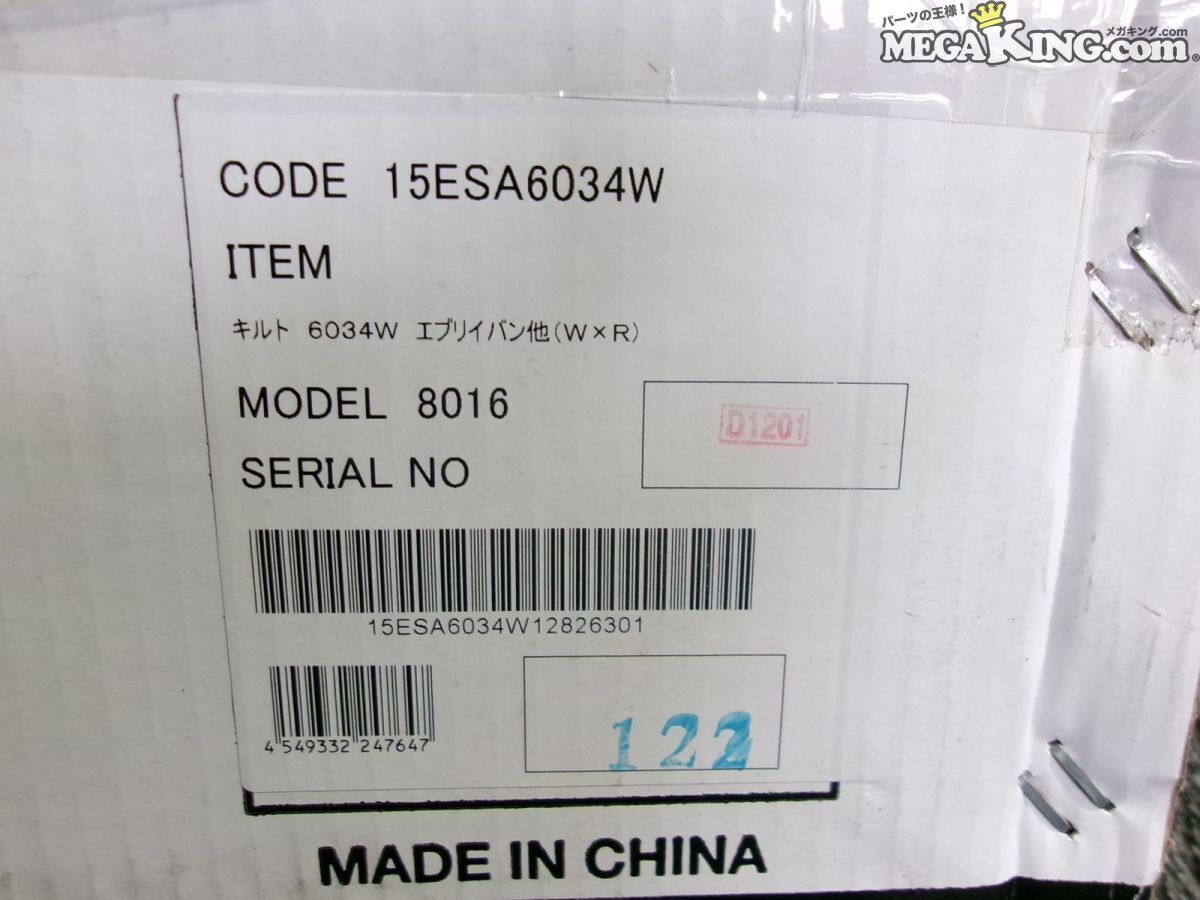 パーツの王様!
メガキング.com
MEGAKING.com®
CODE 15ESA6034W
ITEM
キルト 6034W エブリイバン他(W×R)
MODEL 8016
D1201
SERIAL NO
15ESA6034W12826301
4 549332 247647
122
MADE IN CHINA